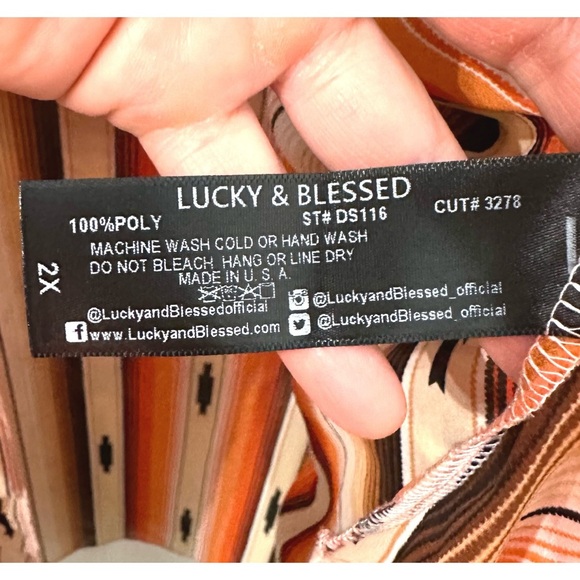 LUCKY & BLESSED
100%POLY ST# DS116 CUT# 3278
MACHINE WASH COLD OR HAND WASH
DO NOT BLEACH HANG OR LINE DRY
MADE IN U.S.A.
2X
@LuckyandBlessedofficial
www.LuckyandBlessed.com
@LuckyandBlessed_official
@LuckyandBlessed_official